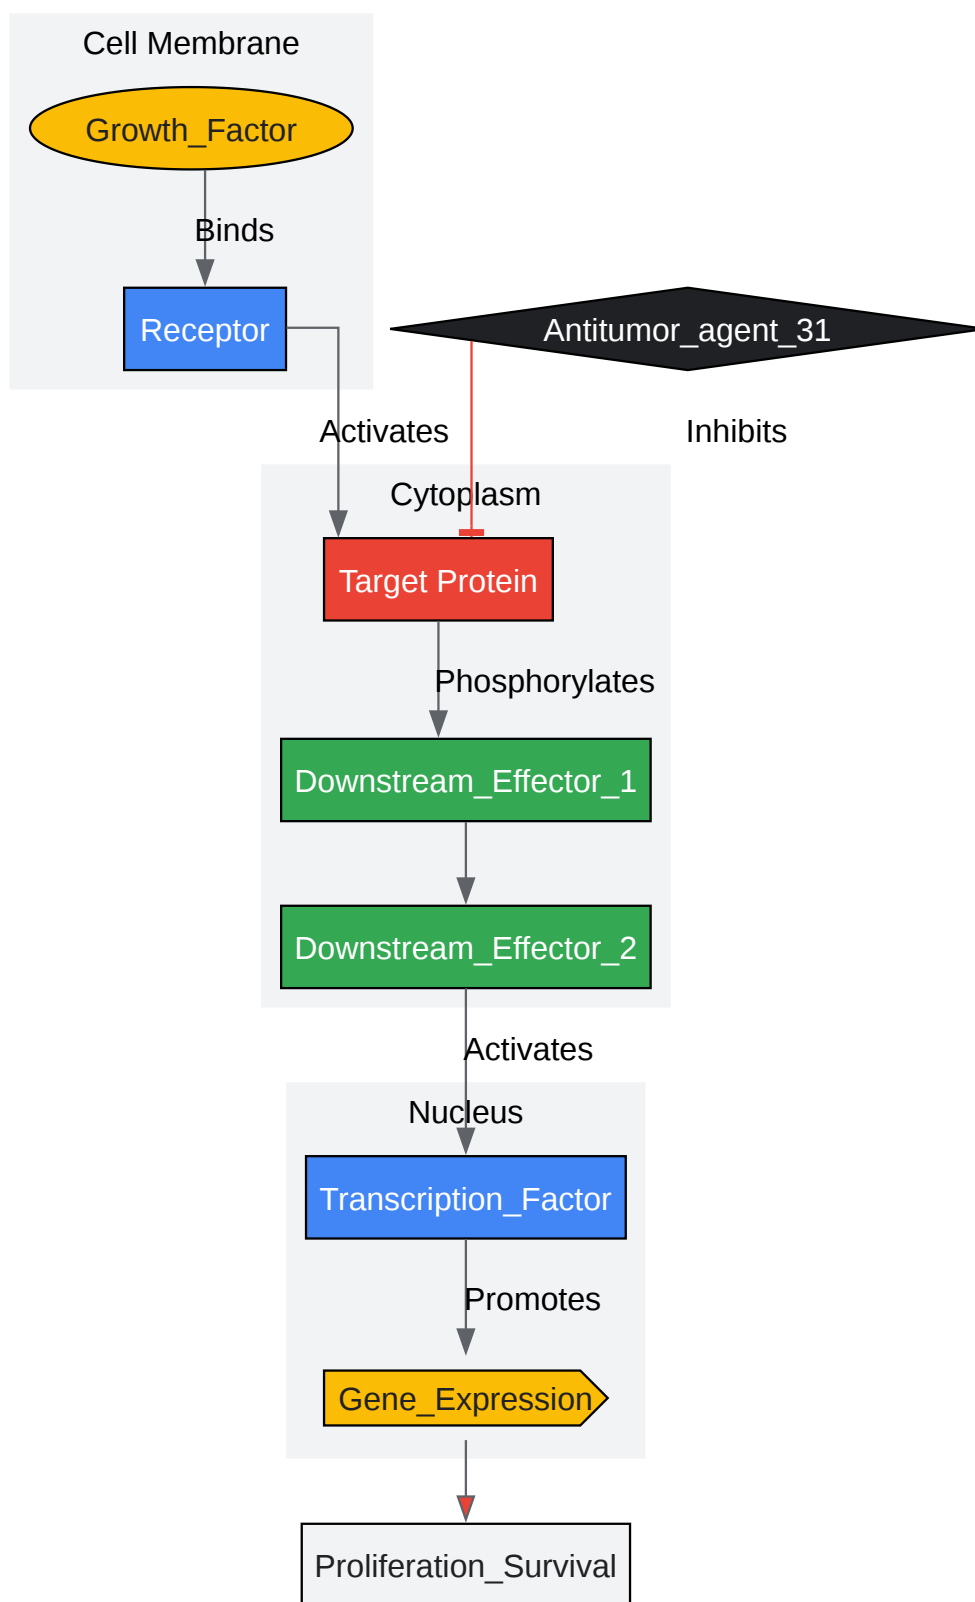 Cell Membrane
Growth_Factor
Binds
Receptor
Antitumor_agent_31
Activates
Inhibits
Cytoplasm
Target Protein
Phosphorylates
Downstream_Effector_1
Downstream_Effector_2
Activates
Nucleus
Transcription_Factor
Promotes
Gene_Expression
Proliferation_Survival